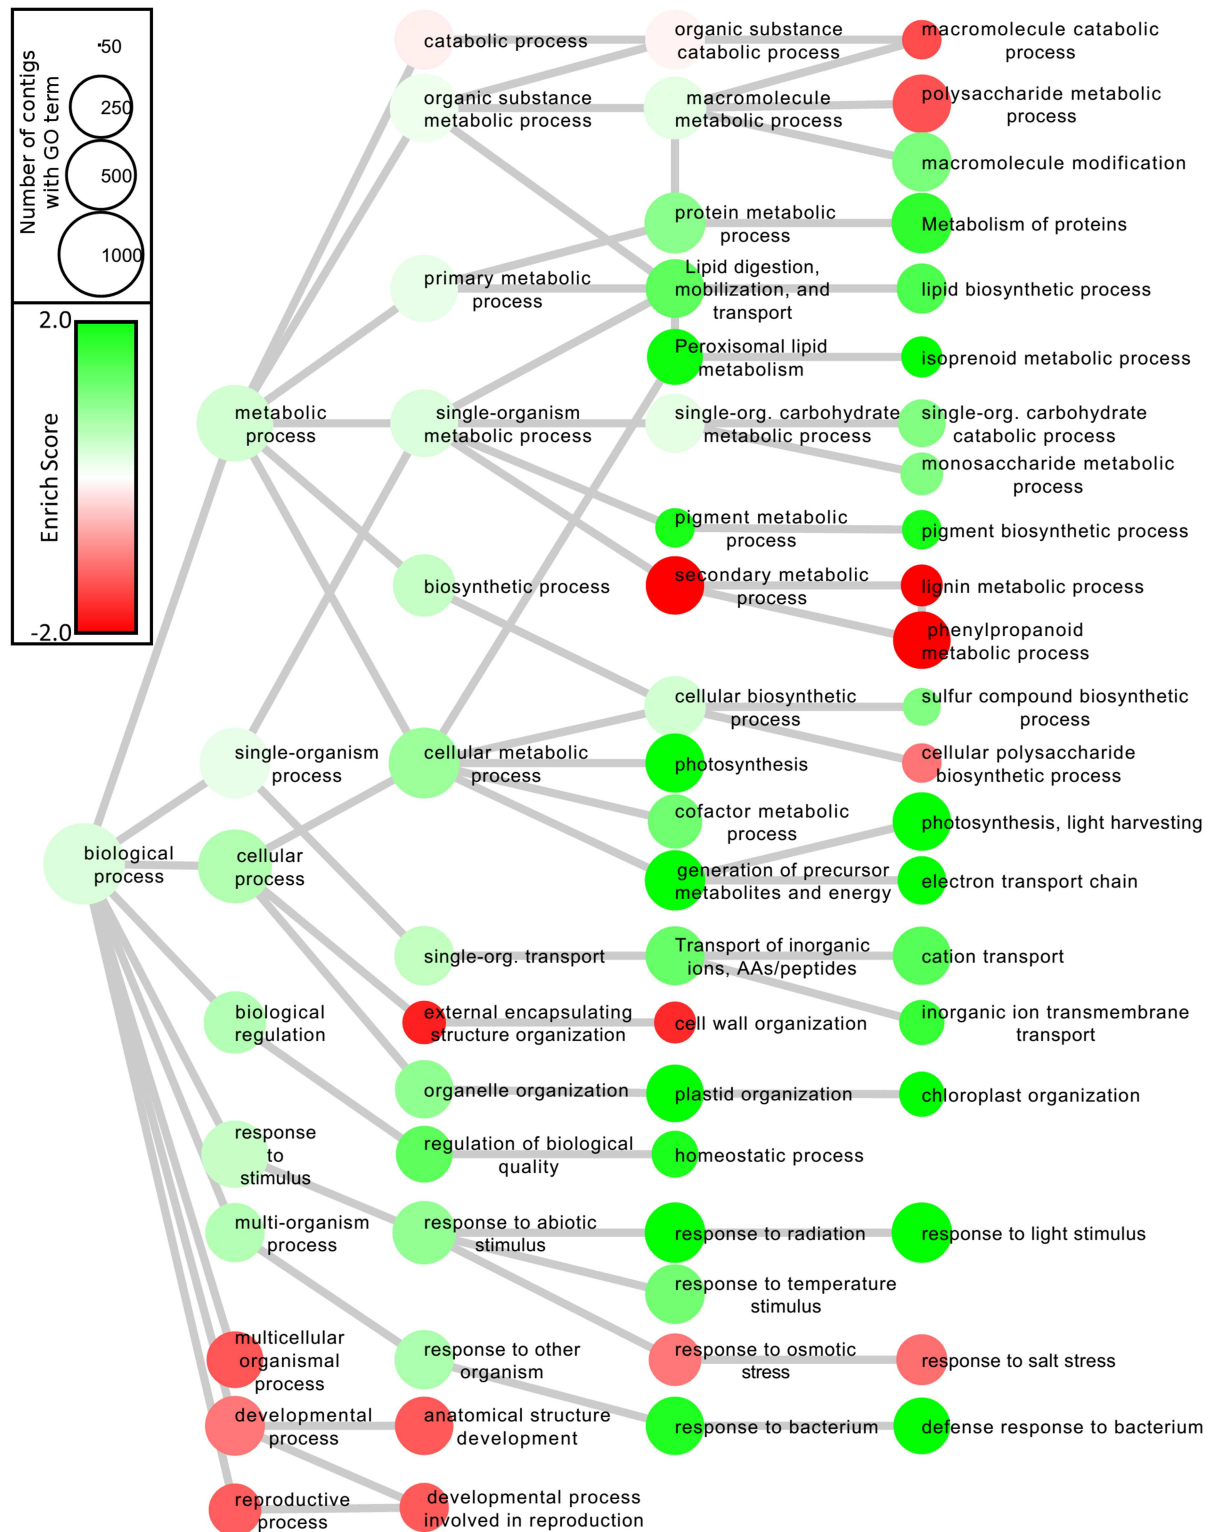 Number of contigs
with GO term
50
250
500
1000
2.0
Enrich Score
-2.0
biological
process
metabolic
process
single-organism
process
cellular
process
biological
regulation
response
to
stimulus
multi-organism
process
multicellular
organismal
process
developmental
process
reproductive
process
catabolic process
organic substance
metabolic process
primary metabolic
process
single-organism
metabolic process
biosynthetic process
cellular metabolic
process
single-org. transport
external encapsulating
structure organization
organelle organization
regulation of biological
quality
response to abiotic
stimulus
response to other
organism
anatomical structure
development
developmental process
involved in reproduction
organic substance
catabolic process
macromolecule
metabolic process
protein metabolic
process
Lipid digestion,
mobilization, and
transport
Peroxisomal lipid
metabolism
single-org. carbohydrate
metabolic process
pigment metabolic
process
secondary metabolic
process
cellular biosynthetic
process
photosynthesis
cofactor metabolic
process
generation of precursor
metabolites and energy
Transport of inorganic
ions, AAs/peptides
cell wall organization
plastid organization
homeostatic process
response to radiation
response to temperature
stimulus
response to osmotic
stress
response to bacterium
macromolecule catabolic
process
polysaccharide metabolic
process
macromolecule modification
Metabolism of proteins
lipid biosynthetic process
isoprenoid metabolic process
single-org. carbohydrate
catabolic process
monosaccharide metabolic
process
pigment biosynthetic process
lignin metabolic process
phenylpropanoid
metabolic process
sulfur compound biosynthetic
process
cellular polysaccharide
biosynthetic process
photosynthesis, light harvesting
electron transport chain
cation transport
inorganic ion transmembrane
transport
chloroplast organization
response to light stimulus
response to salt stress
defense response to bacterium